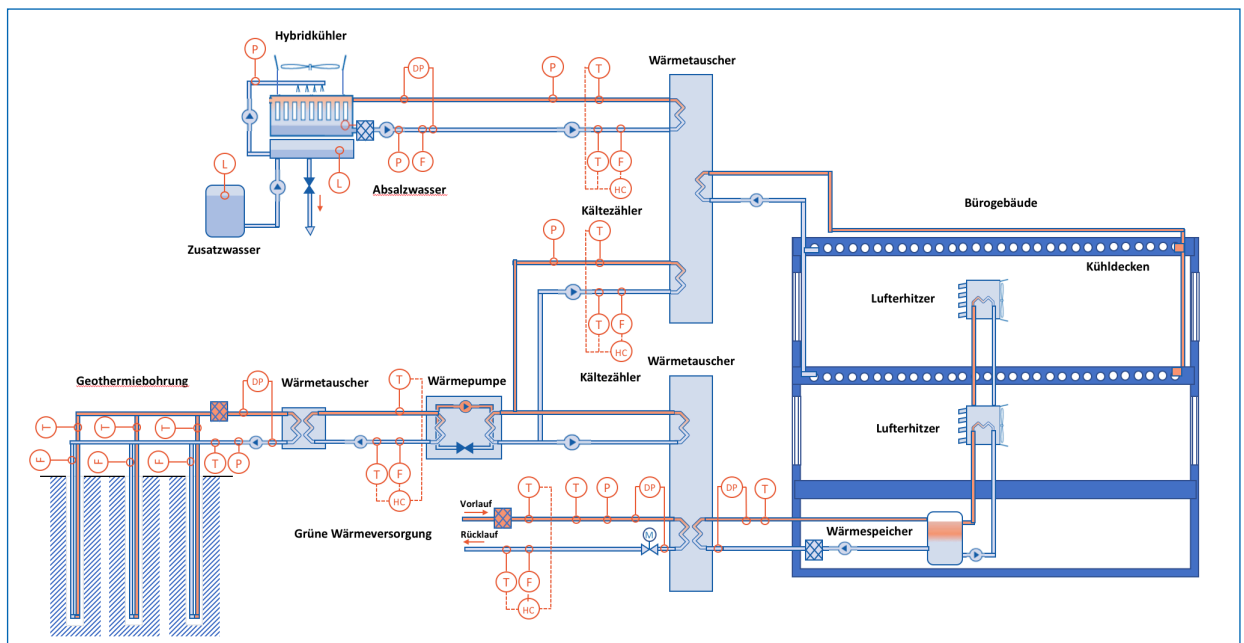 Hybridkühler
P
DP
P
T
Wärmetauscher
P
F
T
F
HC
L
L
Absalzwasser
Zusatzwasser
Kältezähler
Bürogebäude
P
T
Kühldecken
T
F
HC
Lufterhitzer
Kältezähler
Wärmetauscher
Geothermiebohrung
DP
Wärmetauscher
T
Wärmepumpe
T
T
T
F
F
F
T
P
T
F
HC
Lufterhitzer
Grüne Wärmeversorgung
Vorlauf
T
T
P
DP
DP
T
Rücklauf
M
Wärmespeicher
T
F
HC